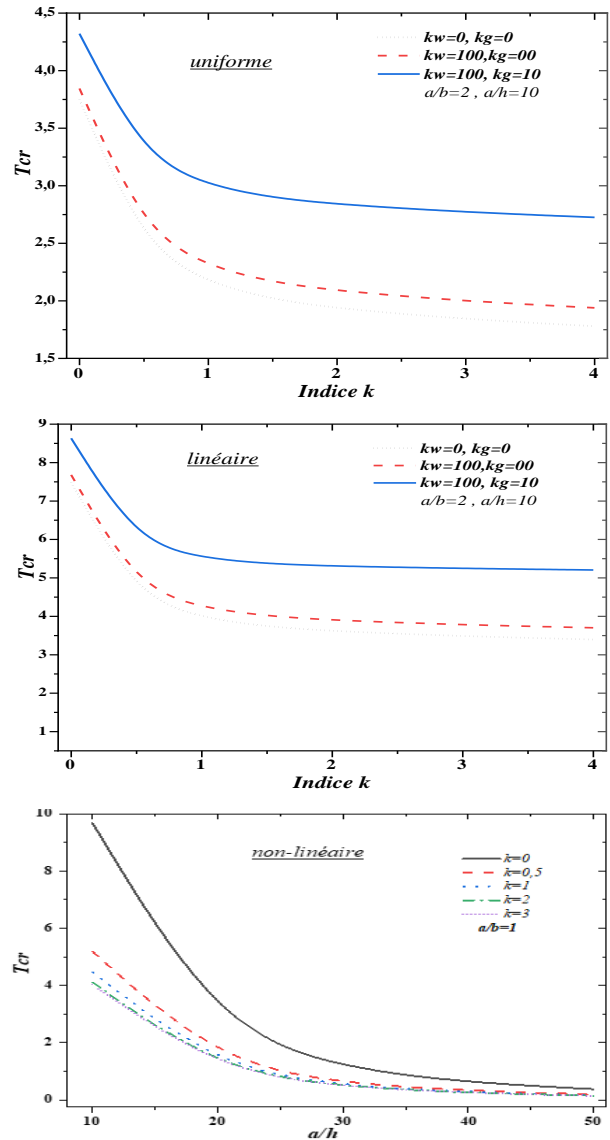 4,5
4,0
3,5
3,0
2,5
2,0
1,5
Tcr
uniforme
kw=0, kg=0
kw=100,kg=00
kw=100, kg=10
a/b=2 , a/h=10
0 1 2 3 4
Indice k
9
8
7
6
5
4
3
2
1
Tcr
linéaire
kw=0, kg=0
kw=100,kg=00
kw=100, kg=10
a/b=2 , a/h=10
0 1 2 3 4
Indice k
10
8
6
4
2
0
Tcr
non-linéaire
k=0
k=0,5
k=1
k=2
k=3
a/b=1
10 20 30 40 50
a/h